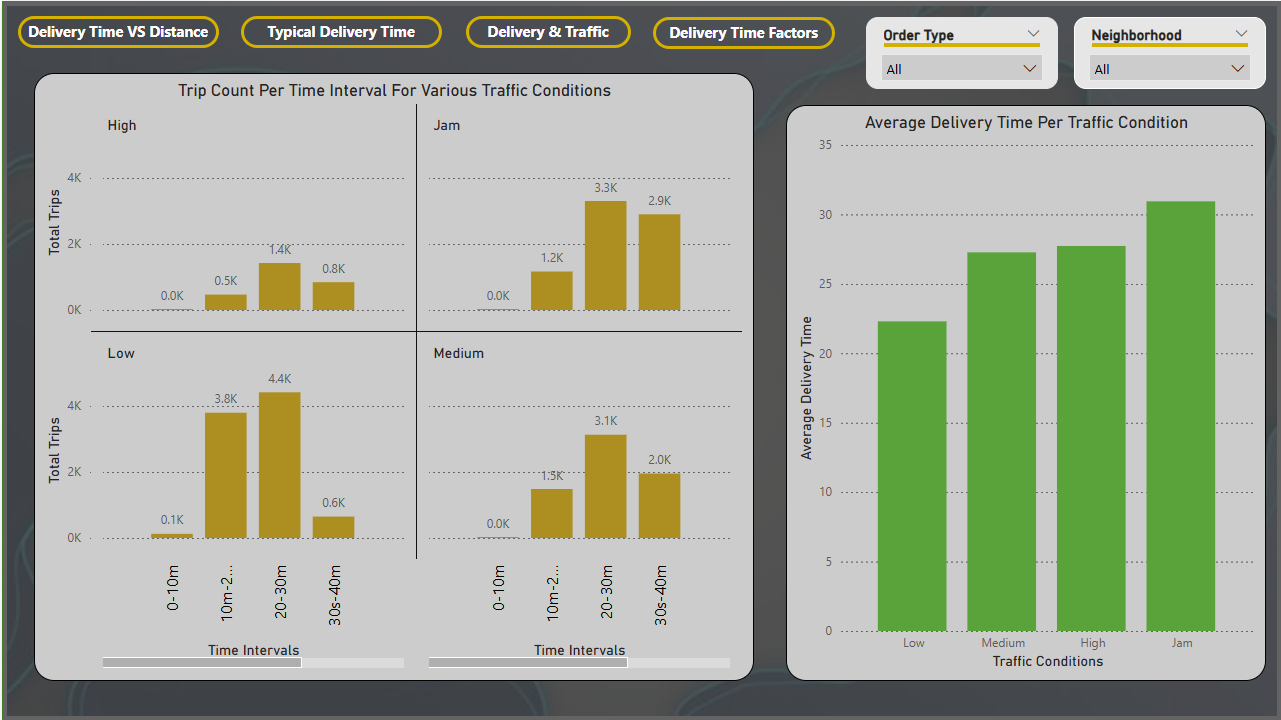 Delivery Time VS Distance
Typical Delivery Time
Delivery & Traffic
Delivery Time Factors
Order Type
All
Neighborhood
All
Trip Count Per Time Interval For Various Traffic Conditions
High
Total Trips
4K
2K
0K
0.0K
0.5K
1.4K
0.8K
Jam
0.0K
1.2K
3.3K
2.9K
Low
Total Trips
4K
2K
0K
0.1K
3.8K
4.4K
0.6K
Medium
0.0K
1.5K
3.1K
2.0K
0-10m
10m-2...
20-30m
30s-40m
Time Intervals
0-10m
10m-2...
20-30m
30s-40m
Time Intervals
Average Delivery Time Per Traffic Condition
Average Delivery Time
35
30
25
20
15
10
5
0
Low
Medium
High
Jam
Traffic Conditions